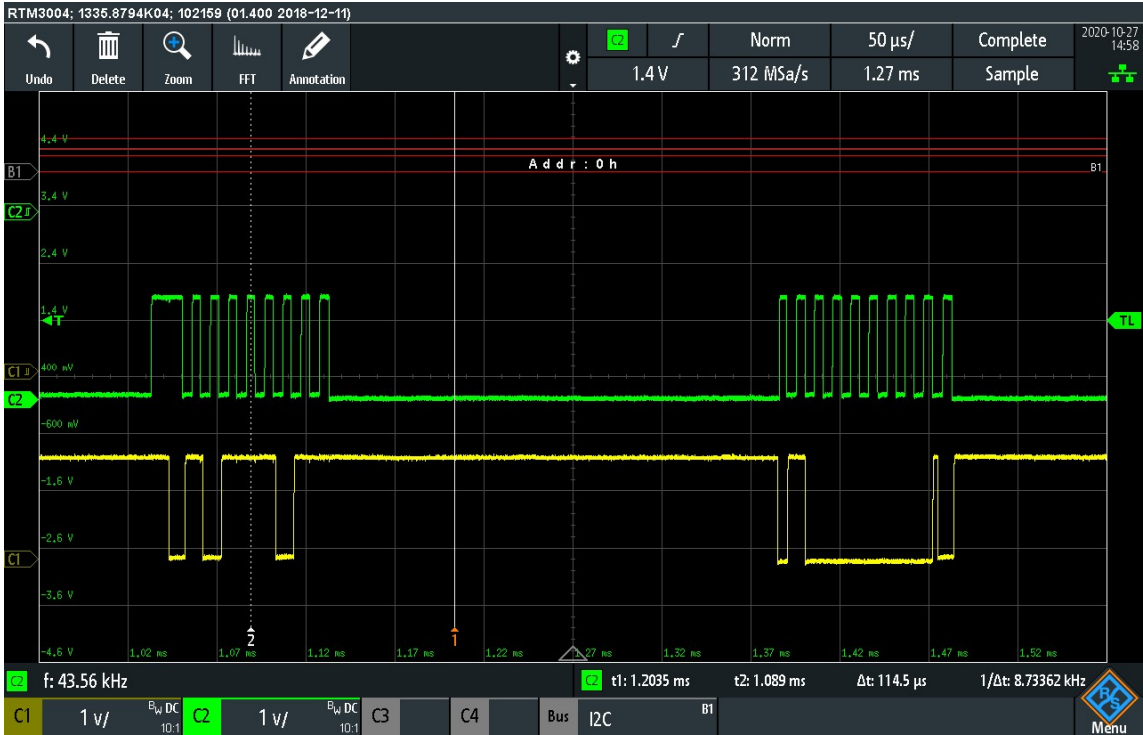 RTM3004; 1335.8794K04; 102159 (01.400 2018-12-11)
Undo Delete Zoom FFT Annotation
C2 Norm 50 µs/ Complete
1.4 V 312 MSa/s 1.27 ms Sample
2020-10-27
14:58
4.4 V
Addr:0h
B1 B1
3.4 V
C2
2.4 V
1.4 V
T TL
C1 400 mV
C2
-600 mV
-1.6 V
-2.6 V
C1
-3.6 V
2 1
-4.6 V 1.02 ms 1.07 ms 1.12 ms 1.17 ms 1.22 ms 1.27 ms 1.32 ms 1.37 ms 1.42 ms 1.47 ms 1.52 ms
C2 f: 43.56 kHz C2 t1: 1.2035 ms t2: 1.089 ms Δt: 114.5 µs 1/Δt: 8.73362 kHz
C1 1 V/ BW DC 10:1 C2 1 V/ BW DC 10:1 C3 C4 Bus I2C B1
R&S
Menu